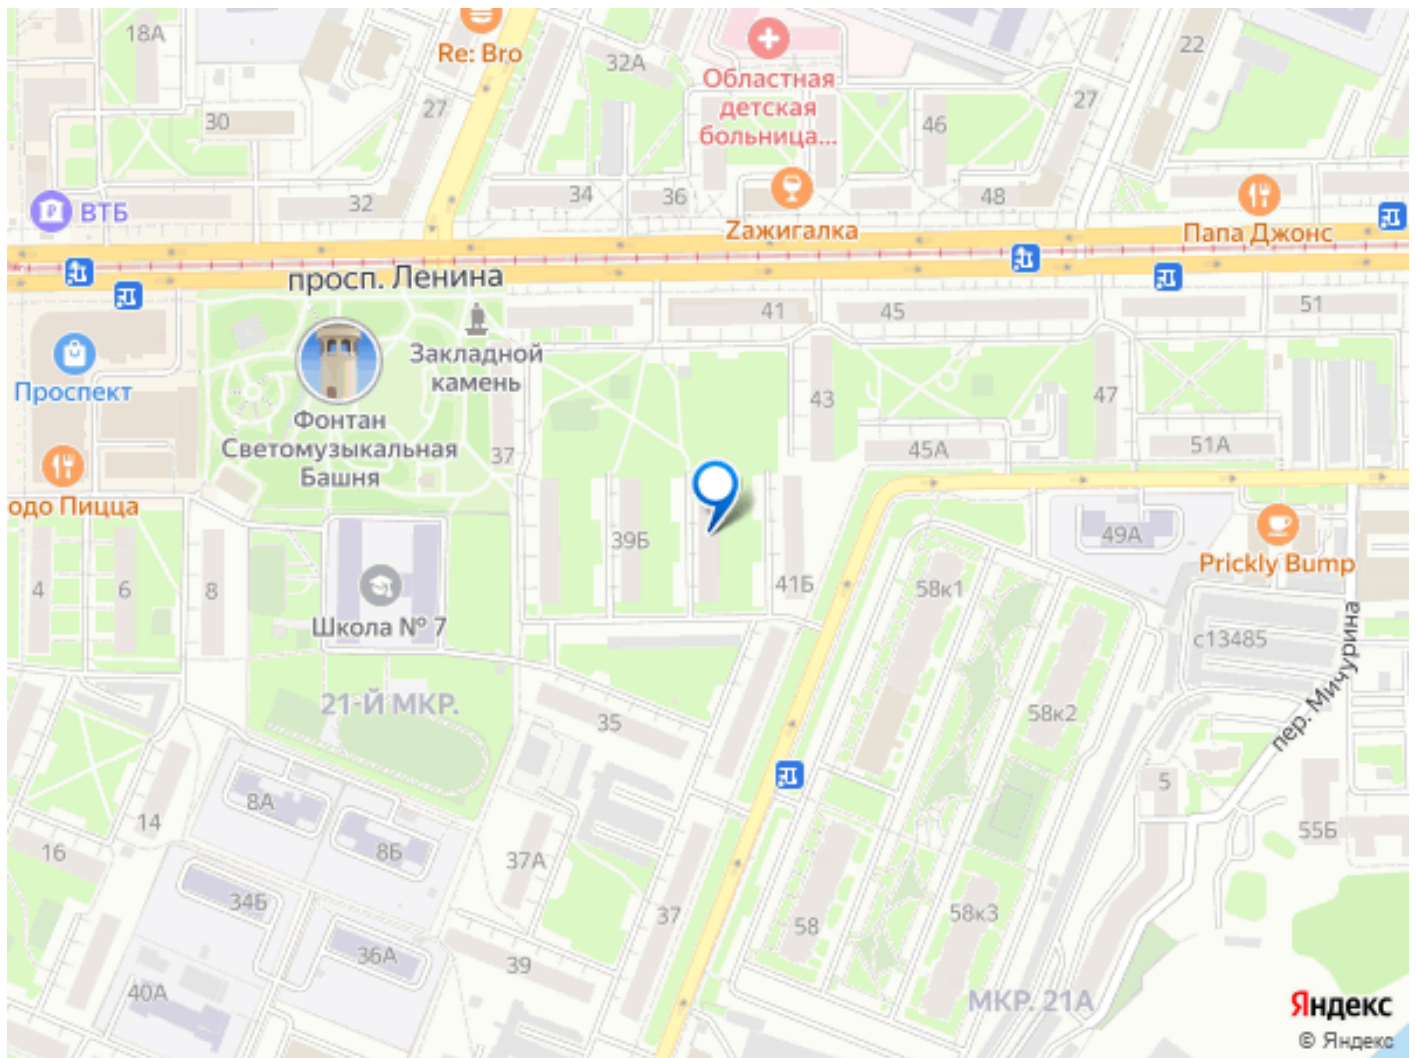 18А
Re: Bro
32А
Областная
детская
больница...
22
27
27
30
46
34
36
48
32
ВТБ
Zажигалка
Папа Джонс
просп. Ленина
41
45
51
Закладной
камень
Проспект
Фонтан
Светомузыкальная
Башня
43
47
37
45А
51А
одо Пицца
39Б
49А
Prickly Bump
4
6
8
41Б
58к1
Школа № 7
с13485
пер. Мичурина
21-Й МКР.
35
58к2
5
8А
14
55Б
16
8Б
37А
34Б
37
58
58к3
36А
39
40А
МКР. 21А
Яндекс
© Яндекс